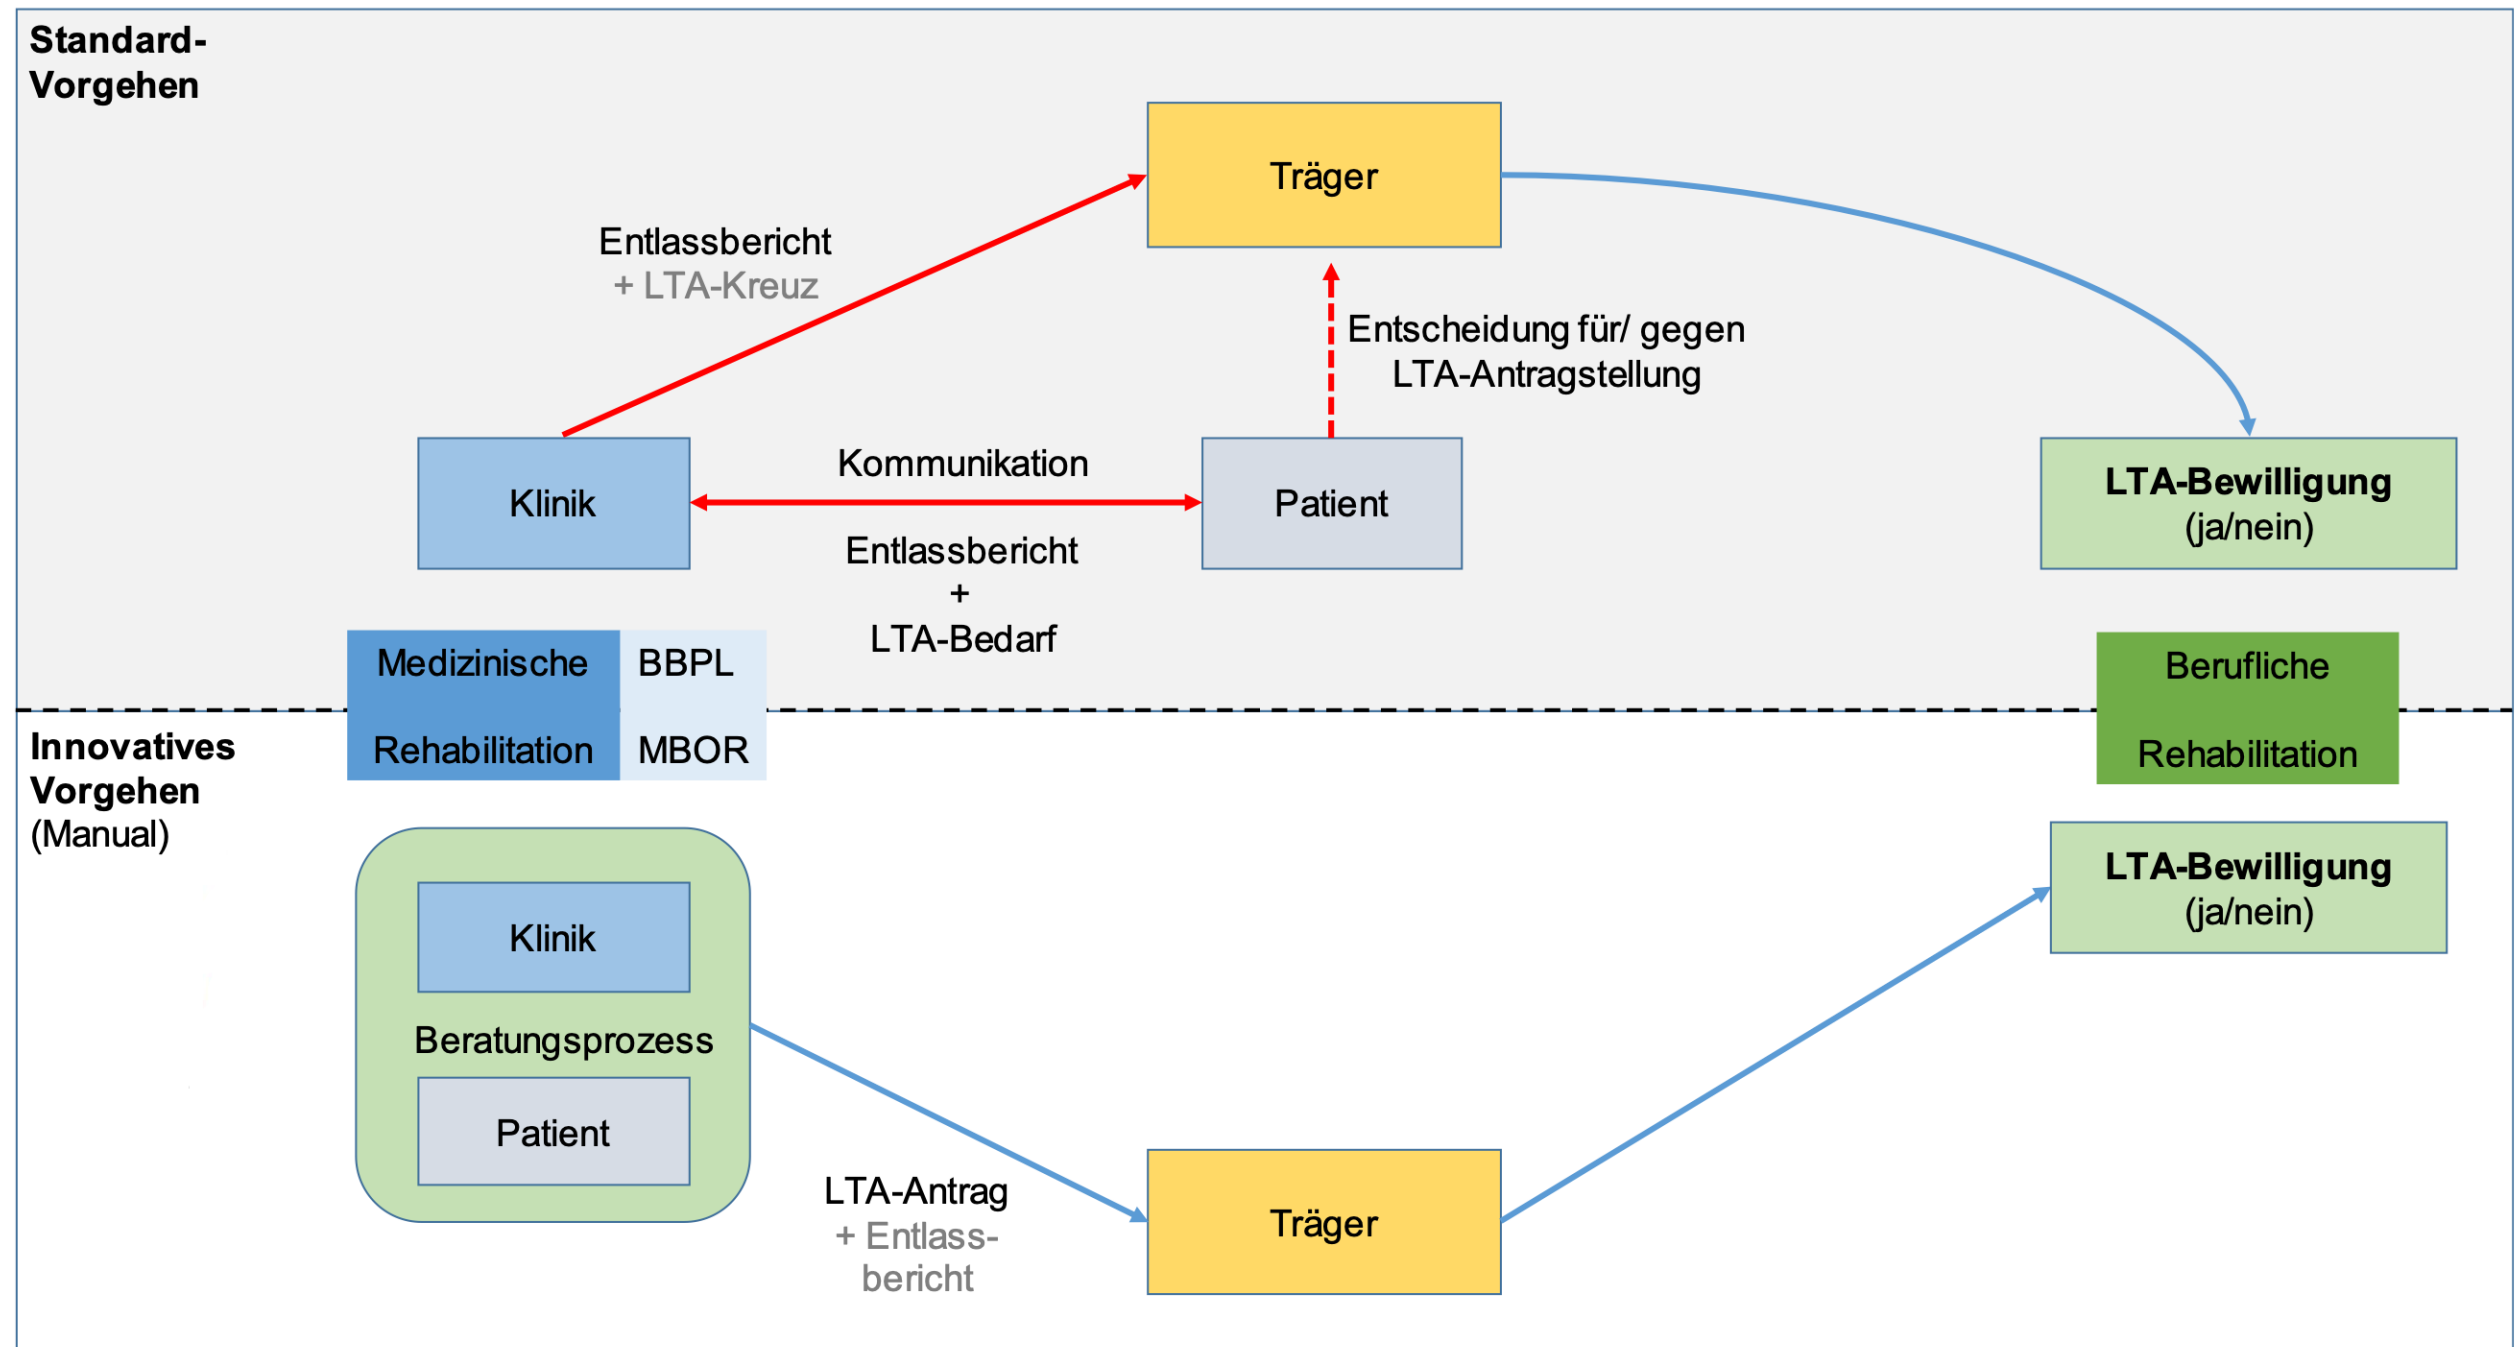 Standard-
Vorgehen
Träger
Entlassbericht
+ LTA-Kreuz
Entscheidung für/ gegen
LTA-Antragstellung
Klinik
Kommunikation
Patient
LTA-Bewilligung
(ja/nein)
Entlassbericht
+
LTA-Bedarf
Medizinische
Rehabilitation
BBPL
MBOR
Berufliche
Rehabilitation
Innovatives
Vorgehen
(Manual)
Klinik
Beratungsprozess
Patient
LTA-Antrag
+ Entlass-
bericht
Träger
LTA-Bewilligung
(ja/nein)